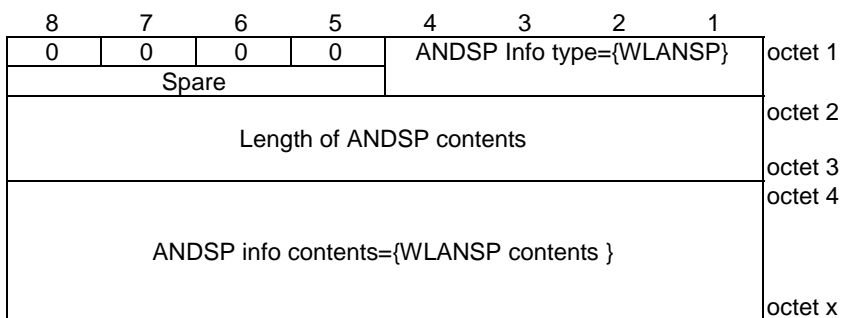 8 7 6 5 4 3 2 1
0 0 0 0 ANDSP Info type={WLANSP} octet 1
Spare
octet 2
Length of ANDSP contents
octet 3
octet 4
ANDSP info contents={WLANSP contents }
octet x